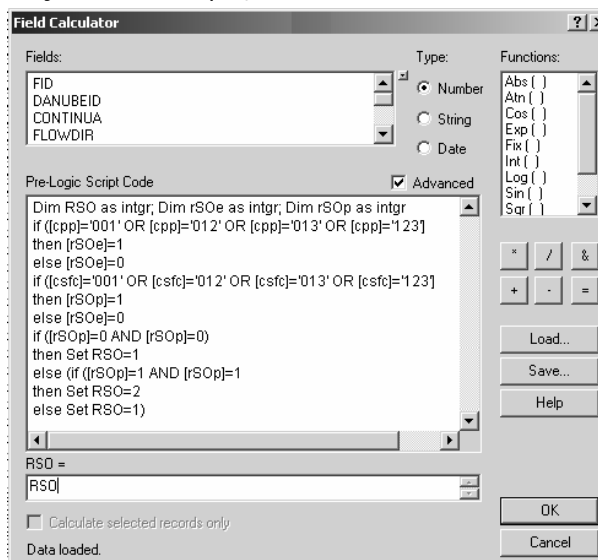 Field Calculator
Fields:
Type:
Functions:
FID
DANUBEID
CONTINUA
FLOWDIR
Number
String
Date
Abs ( )
Atn ( )
Cos ( )
Exp ( )
Fix ( )
Int ( )
Log ( )
Sin ( )
Sqr ( )
Pre-Logic Script Code
Advanced
Dim RSO as intgr; Dim rSOe as intgr; Dim rSOp as intgr
if ([cpp]='001' OR [cpp]='012' OR [cpp]='013' OR [cpp]='123']
then [rSOe]=1
else [rSOe]=0
if ([csfc]='001' OR [csfc]='012' OR [csfc]='013' OR [csfc]='123']
then [rSOp]=1
else [rSOe]=0
if ([rSOp]=0 AND [rSOp]=0)
then Set RSO=1
else (if ([rSOp]=1 AND [rSOp]=1
then Set RSO=2
else Set RSO=1)
* / &
+ - =
Load...
Save...
Help
RSO =
RSO
Calculate selected records only
Data loaded.
OK
Cancel